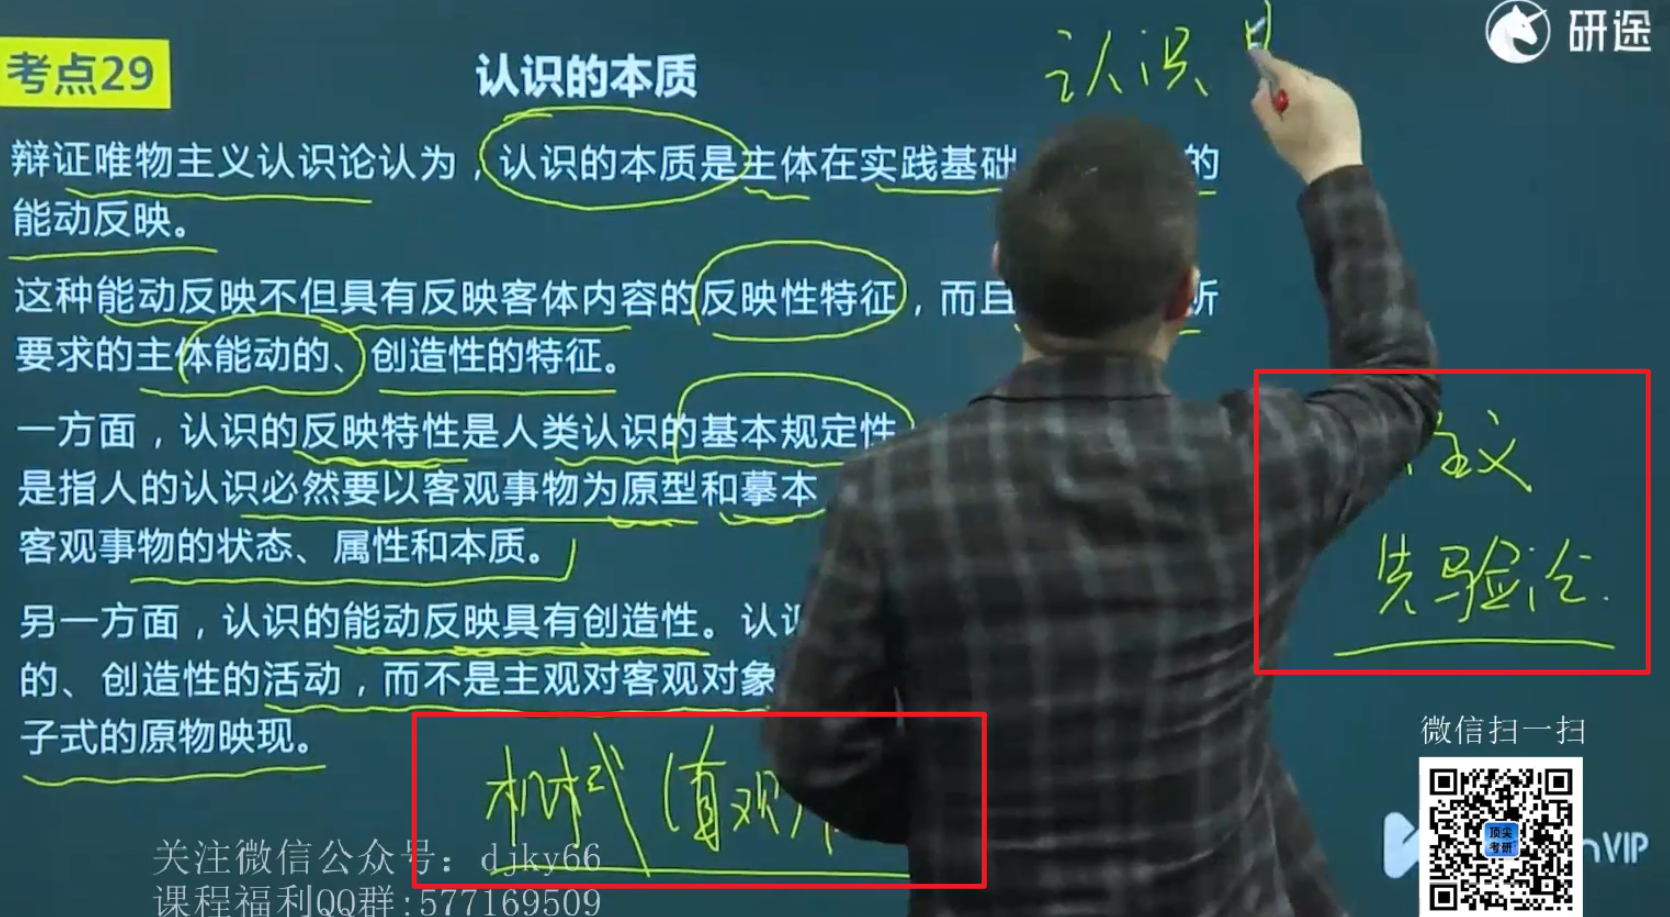 研途
认识
考点29
认识的本质
辩证唯物主义认识论认为，认识的本质是主体在实践基础 的
能动反映。
这种能动反映不但具有反映客体内容的反映性特征，而且 所
要求的主体能动的、创造性的特征。
一方面，认识的反映特性是人类认识的基本规定性
是指人的认识必然要以客观事物为原型和摹本
客观事物的状态、属性和本质。
另一方面，认识的能动反映具有创造性。认识
的、创造性的活动，而不是主观对客观对象
子式的原物映现。
主义
先验论.
机械(直观
微信扫一扫
顶尖
考研
VIP
关注微信公众号：djky66
课程福利QQ群:577169509